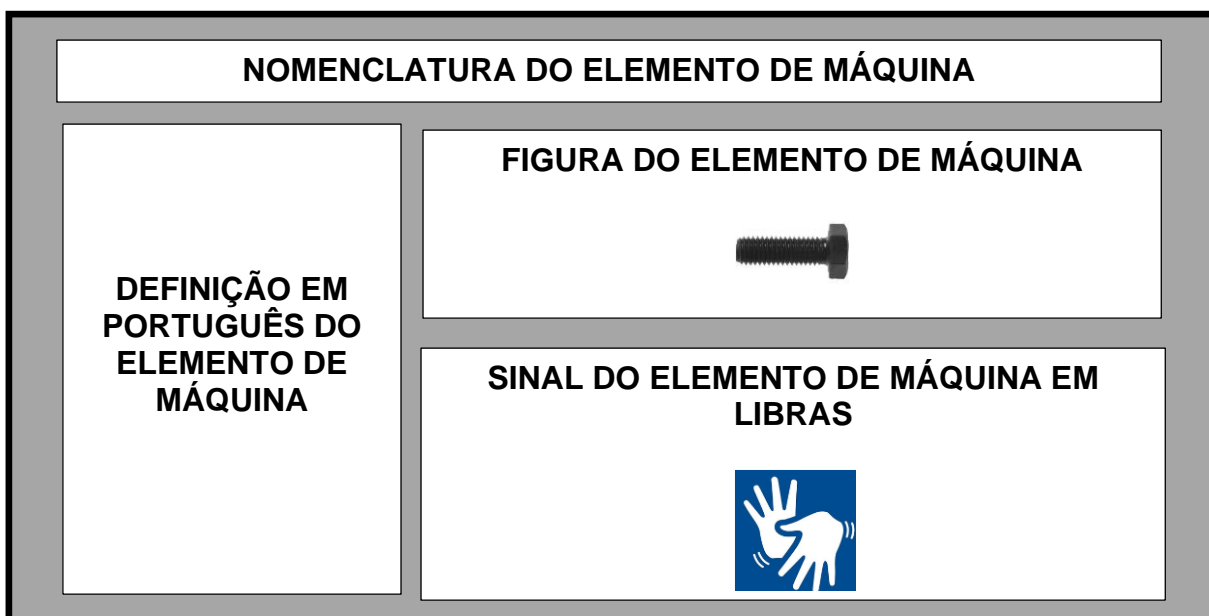 NOMENCLATURA DO ELEMENTO DE MÁQUINA
DEFINIÇÃO EM
PORTUGUÊS DO
ELEMENTO DE
MÁQUINA
FIGURA DO ELEMENTO DE MÁQUINA
SINAL DO ELEMENTO DE MÁQUINA EM
LIBRAS